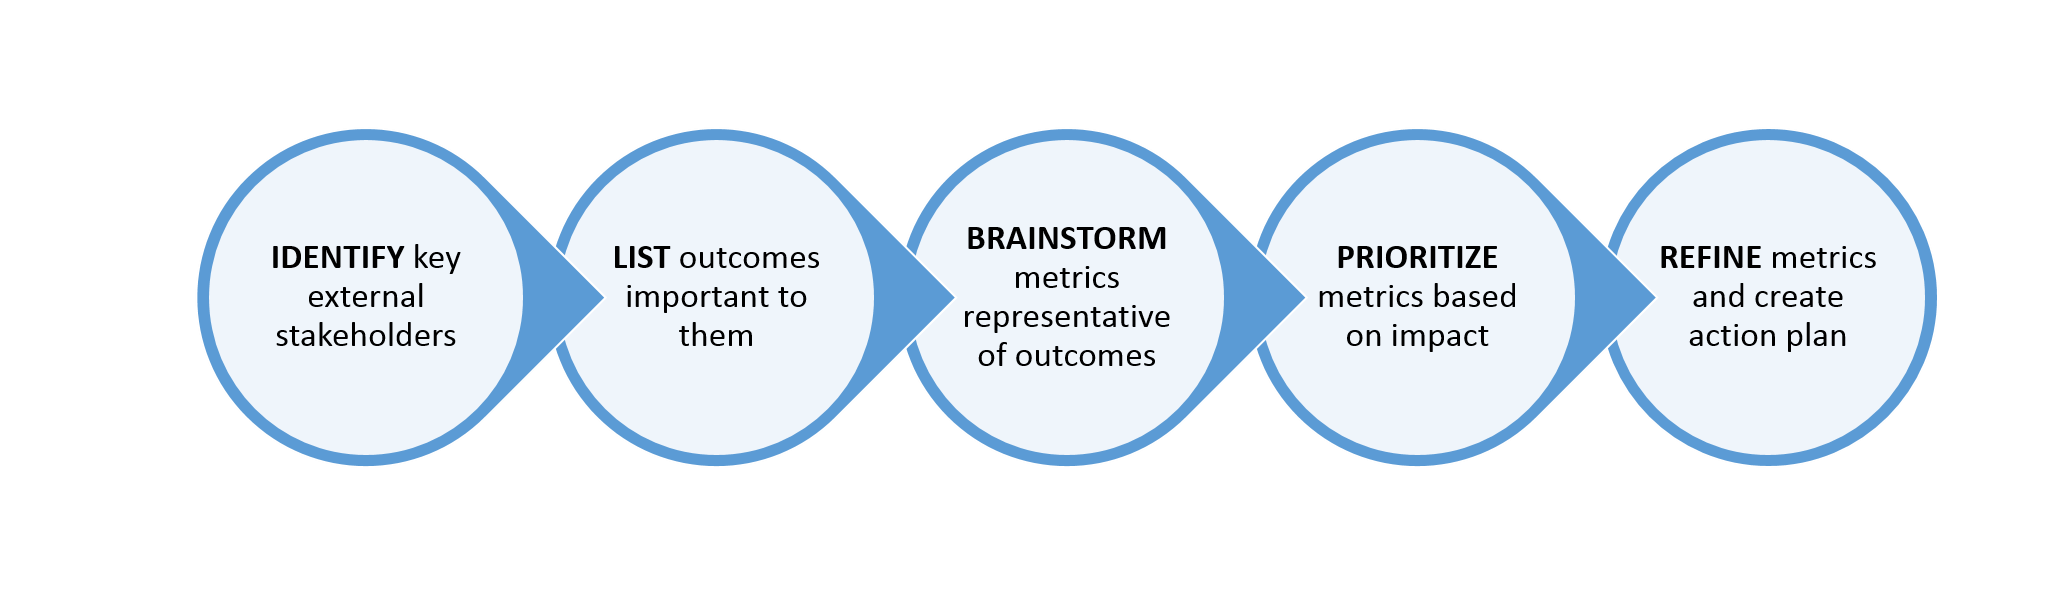 IDENTIFY key
external
stakeholders
LIST outcomes
important to
them
BRAINSTORM
metrics
representative
of outcomes
PRIORITIZE
metrics based
on impact
REFINE metrics
and create
action plan